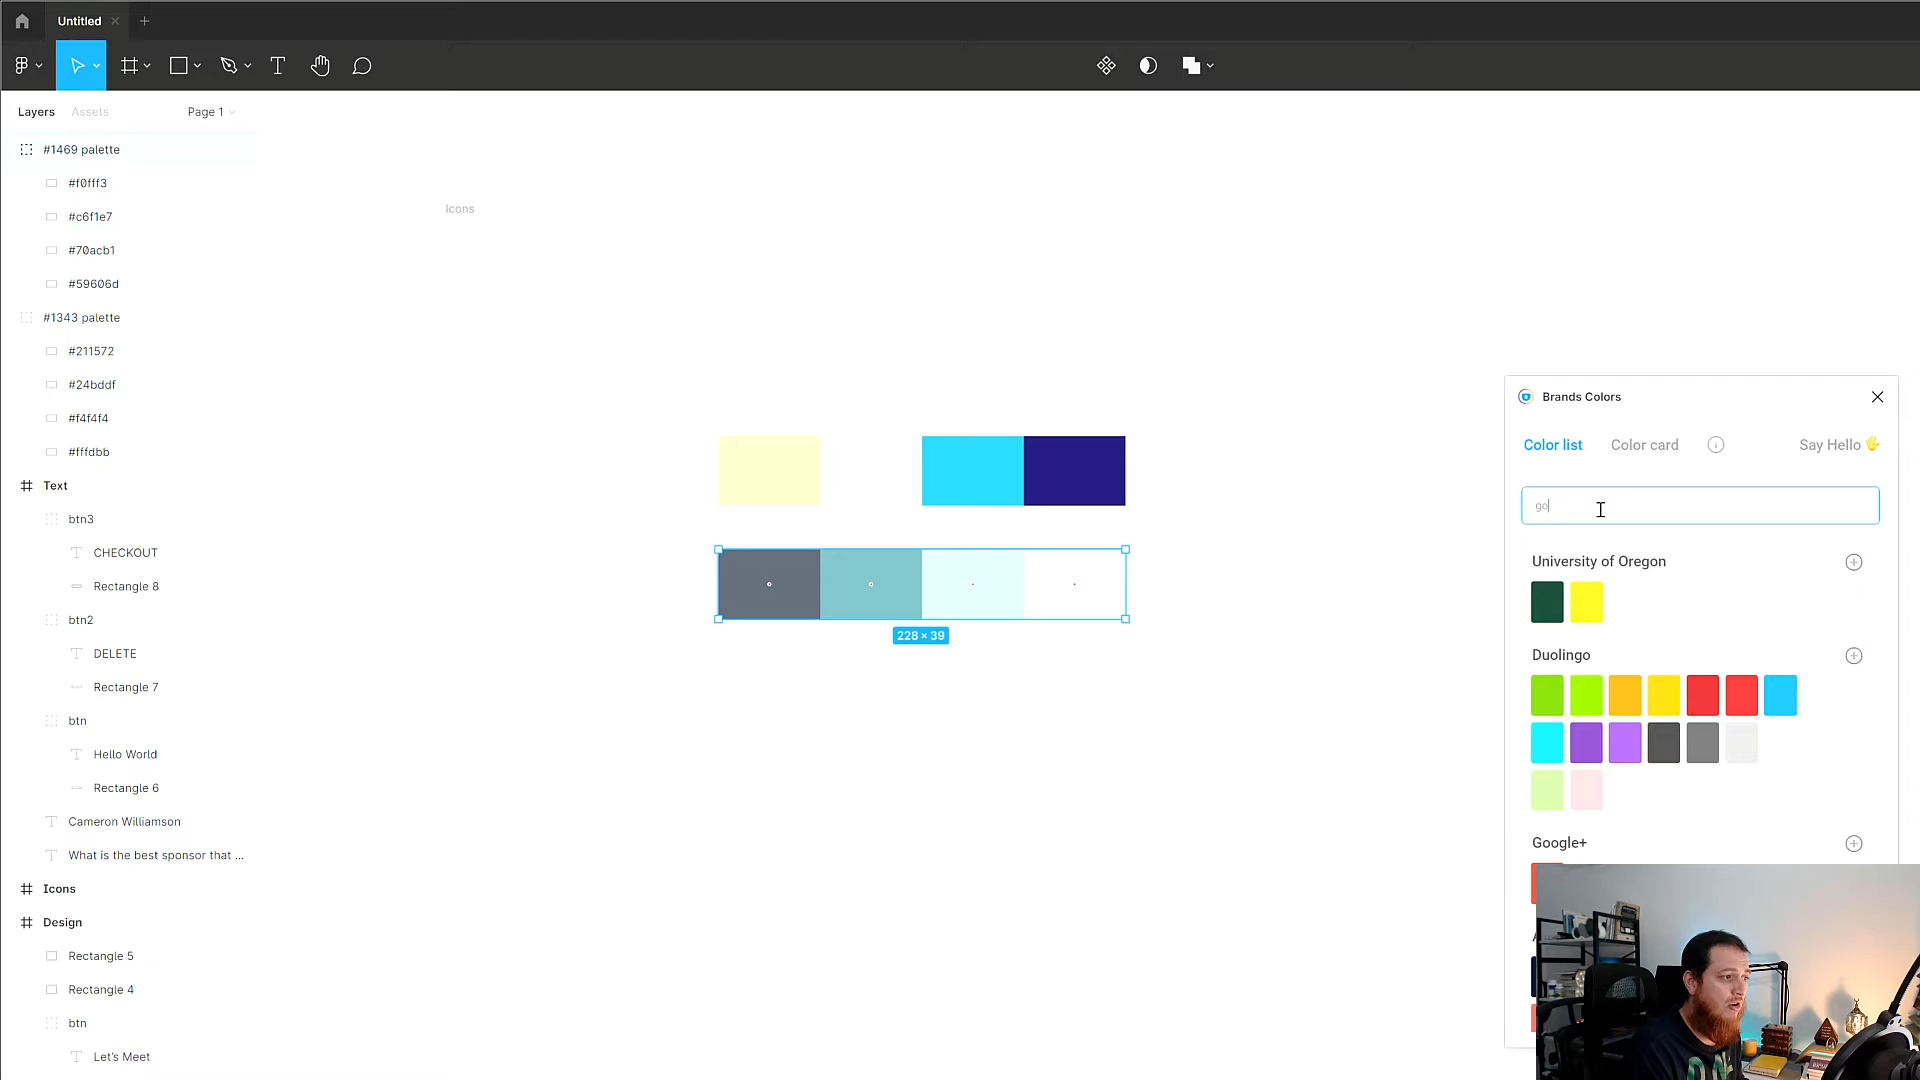 Untitled
Layers
Assets
Page 1
#1469 palette
#f0fff3
#c6f1e7
#70acb1
#59606d
#1343 palette
#211572
#24bddf
#f4f4f4
#fffdbb
Text
btn3
CHECKOUT
Rectangle 8
btn2
DELETE
Rectangle 7
btn
Hello World
Rectangle 6
Cameron Williamson
What is the best sponsor that ...
Icons
Design
Rectangle 5
Rectangle 4
btn
Let's Meet
Icons
228 × 39
Brands Colors
Color list
Color card
Say Hello
go
University of Oregon
Duolingo
Google+